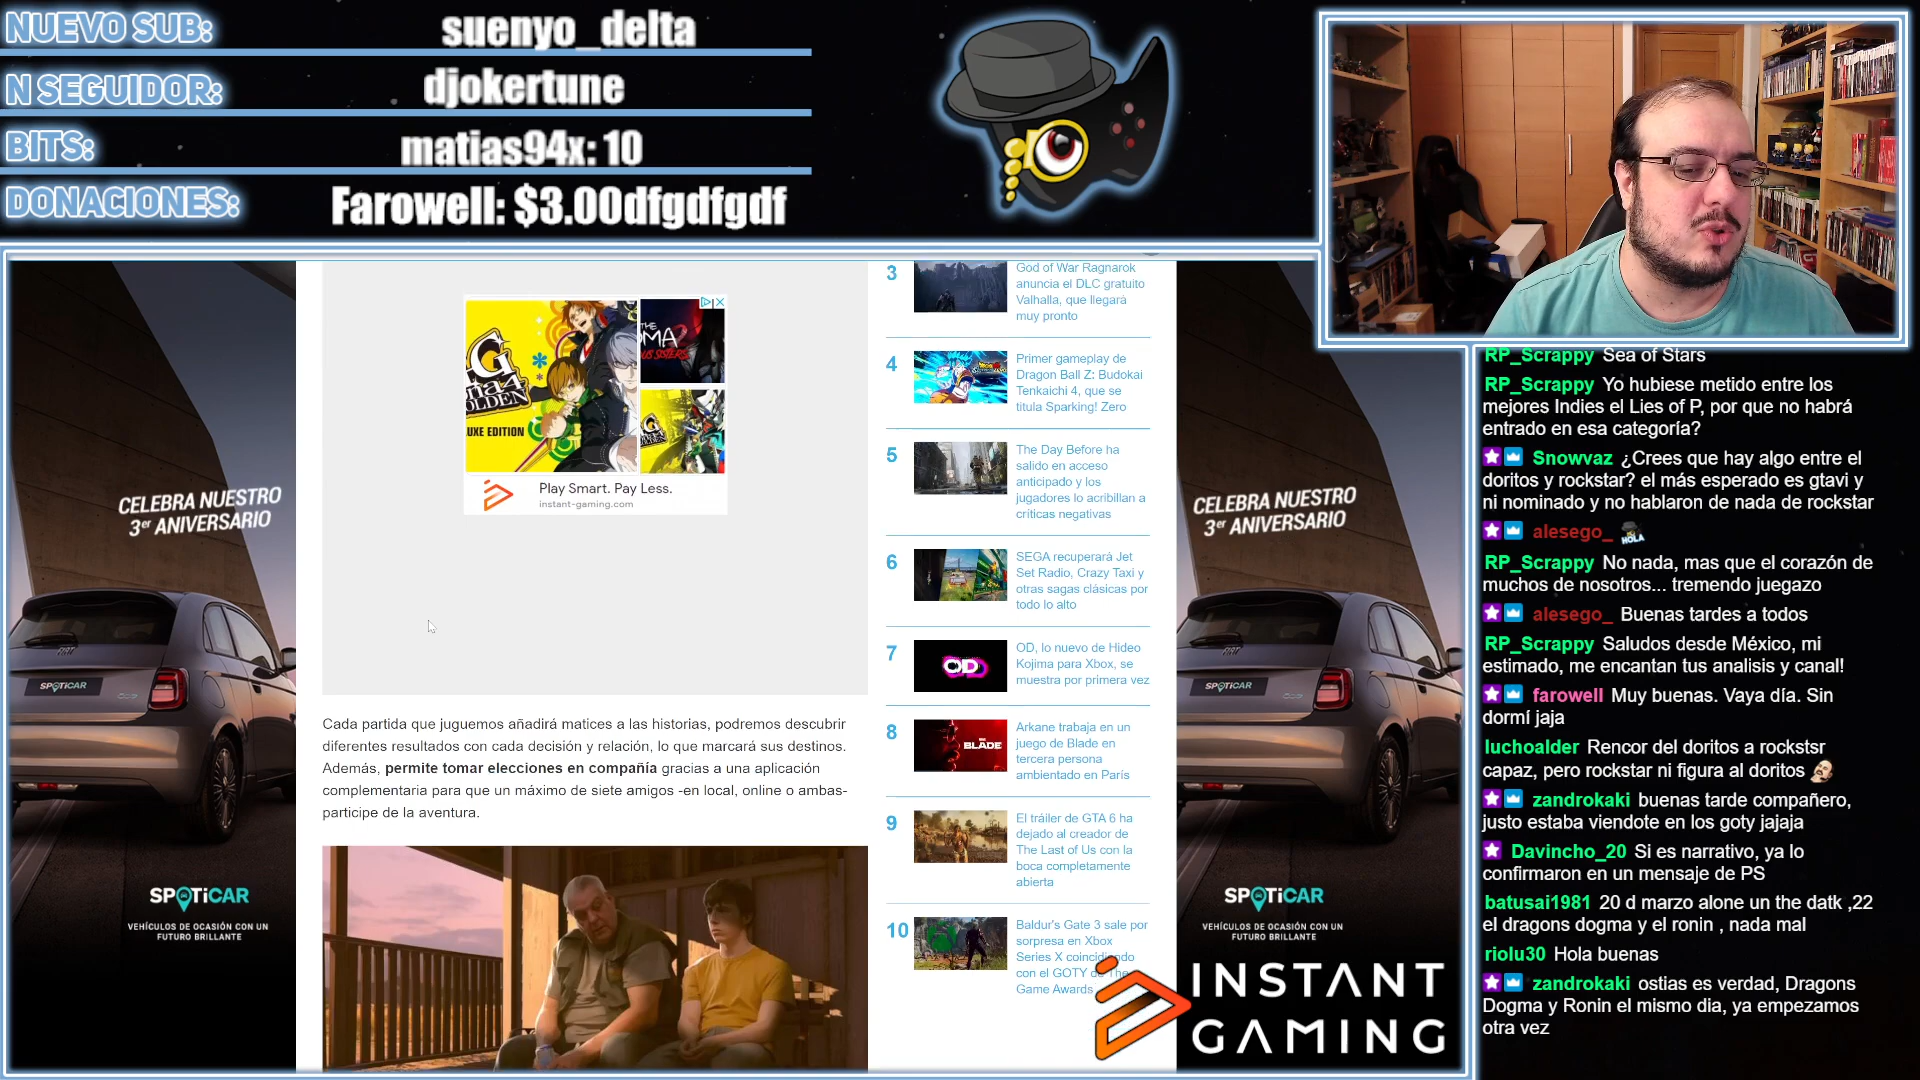 NUEVO SUB:
suenyo_delta
N SEGUIDOR:
djokertune
BITS:
matias94x: 10
DONACIONES:
Farowell: $3.00dfgdfgdf
CELEBRA NUESTRO
3er ANIVERSARIO
SPOTICAR
SPOTiCAR
VEHÍCULOS DE OCASIÓN CON UN
FUTURO BRILLANTE
G
OLDEN
UXE EDITION
THE
OMA
Play Smart. Pay Less.
instant-gaming.com
Cada partida que juguemos añadirá matices a las historias, podremos descubrir
diferentes resultados con cada decisión y relación, lo que marcará sus destinos.
Además, permite tomar elecciones en compañía gracias a una aplicación
complementaria para que un máximo de siete amigos -en local, online o ambas-
participe de la aventura.
3
God of War Ragnarok
anuncia el DLC gratuito
Valhalla, que llegará
muy pronto
4
Primer gameplay de
Dragon Ball Z: Budokai
Tenkaichi 4, que se
titula Sparking! Zero
5
The Day Before ha
salido en acceso
anticipado y los
jugadores lo acribillan a
críticas negativas
6
SEGA recuperará Jet
Set Radio, Crazy Taxi y
otras sagas clásicas por
todo lo alto
7
OD
OD, lo nuevo de Hideo
Kojima para Xbox, se
muestra por primera vez
8
BLADE
Arkane trabaja en un
juego de Blade en
tercera persona
ambientado en París
9
El tráiler de GTA 6 ha
dejado al creador de
The Last of Us con la
boca completamente
abierta
10
Baldur's Gate 3 sale por
sorpresa en Xbox
Series X coincidiendo
con el GOTY de The
Game Awards
CELEBRA NUESTRO
3er ANIVERSARIO
SPOTICAR
SPOTiCAR
VEHÍCULOS DE OCASIÓN CON UN
FUTURO BRILLANTE
INSTANT
GAMING
RP_Scrappy Sea of Stars
RP_Scrappy Yo hubiese metido entre los
mejores Indies el Lies of P, por que no habrá
entrado en esa categoría?
Snowvaz ¿Crees que hay algo entre el
doritos y rockstar? el más esperado es gtavi y
ni nominado y no hablaron de nada de rockstar
alesego_ HOLA
RP_Scrappy No nada, mas que el corazón de
muchos de nosotros... tremendo juegazo
alesego_ Buenas tardes a todos
RP_Scrappy Saludos desde México, mi
estimado, me encantan tus analisis y canal!
farowell Muy buenas. Vaya día. Sin
dormí jaja
luchoalder Rencor del doritos a rockstsr
capaz, pero rockstar ni figura al doritos
zandrokaki buenas tarde compañero,
justo estaba viendote en los goty jajaja
Davincho_20 Si es narrativo, ya lo
confirmaron en un mensaje de PS
batusai1981 20 d marzo alone un the datk ,22
el dragons dogma y el ronin , nada mal
riolu30 Hola buenas
zandrokaki ostias es verdad, Dragons
Dogma y Ronin el mismo dia, ya empezamos
otra vez